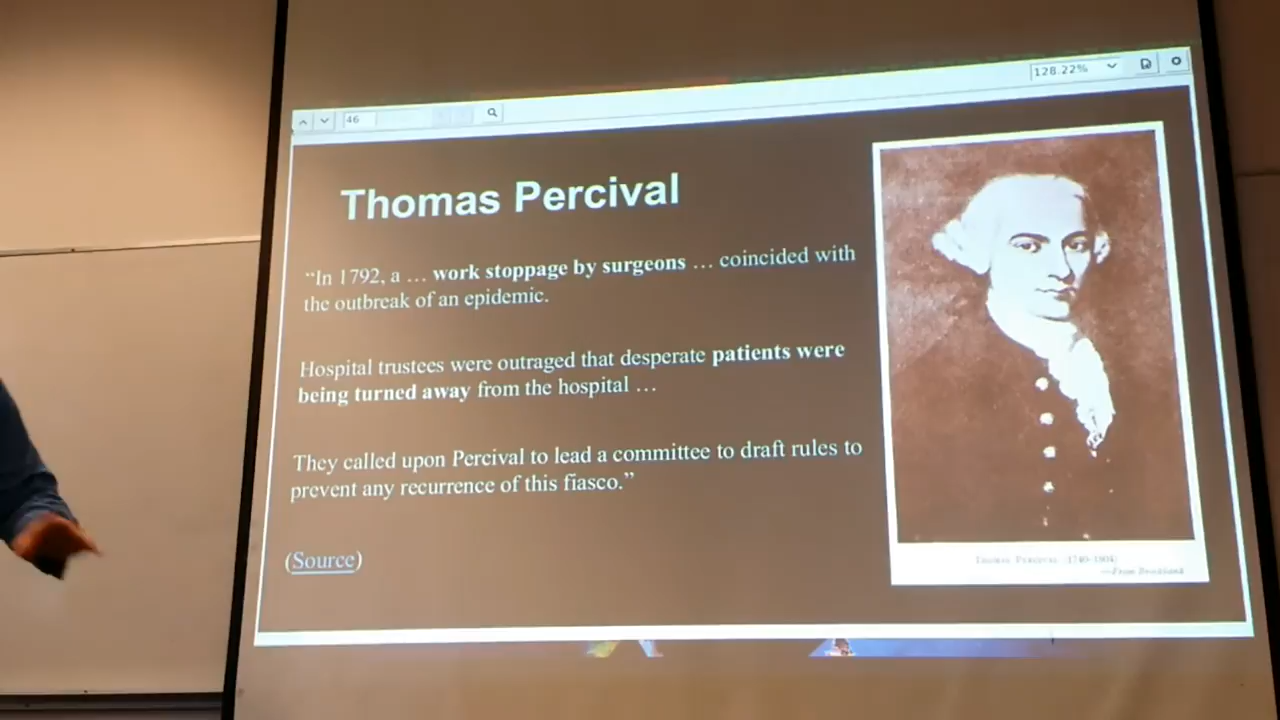 128.22%
46
Thomas Percival
“In 1792, a … work stoppage by surgeons … coincided with
the outbreak of an epidemic.
Hospital trustees were outraged that desperate patients were
being turned away from the hospital …
They called upon Percival to lead a committee to draft rules to
prevent any recurrence of this fiasco.”
(Source)
Thomas Percival (1740-1804)
—From